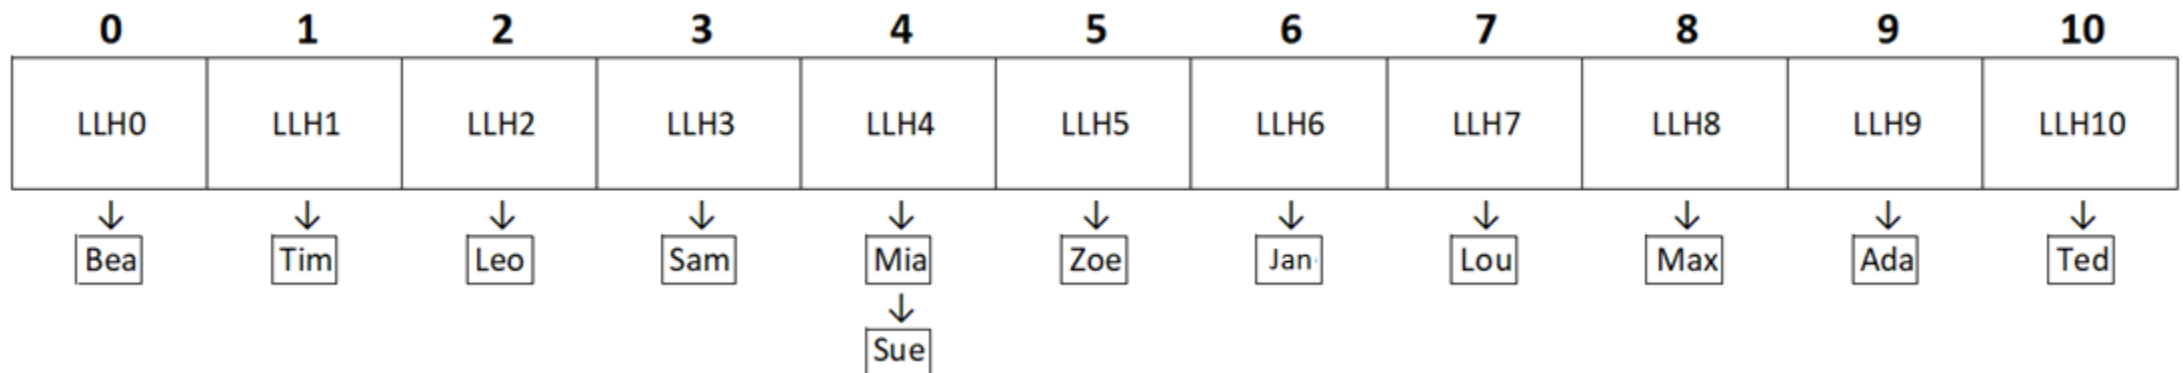 0 1 2 3 4 5 6 7 8 9 10
LLH0 LLH1 LLH2 LLH3 LLH4 LLH5 LLH6 LLH7 LLH8 LLH9 LLH10
Bea Tim Leo Sam Mia Zoe Jan Lou Max Ada Ted
Sue